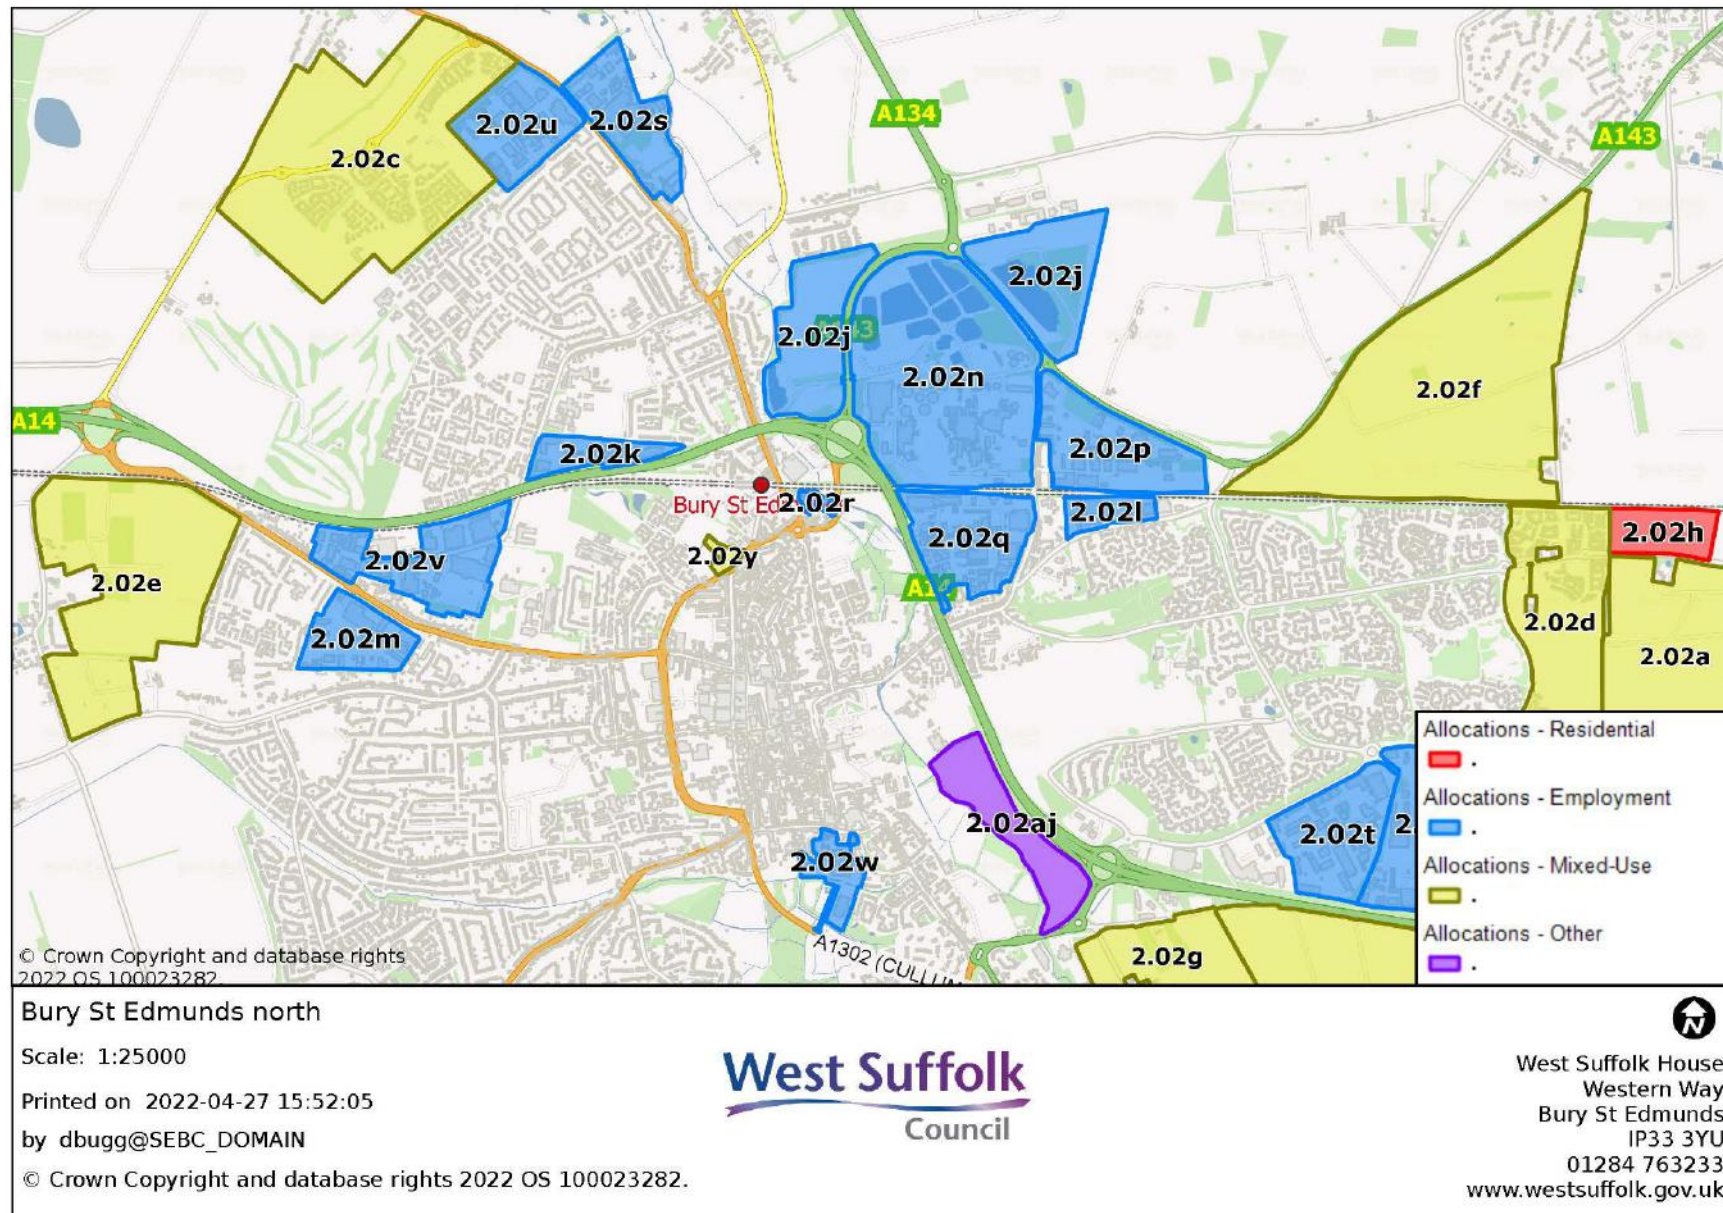 A134
A143
2.02u
2.02s
2.02c
2.02j
2.02j
2.02n
2.02f
A14
2.02k
2.02p
Bury St Ed
2.02r
2.02l
2.02q
2.02h
2.02v
2.02y
2.02e
A14
2.02d
2.02m
2.02a
2.02aj
2.02t
2.
2.02w
A1302 (CULLUM
2.02g
Allocations - Residential
.
Allocations - Employment
.
Allocations - Mixed-Use
.
Allocations - Other
.
© Crown Copyright and database rights
2022 OS 100023282.
Bury St Edmunds north
Scale: 1:25000
Printed on 2022-04-27 15:52:05
by dbugg@SEBC_DOMAIN
© Crown Copyright and database rights 2022 OS 100023282.
West Suffolk
Council
N
West Suffolk House
Western Way
Bury St Edmunds
IP33 3YU
01284 763233
www.westsuffolk.gov.uk